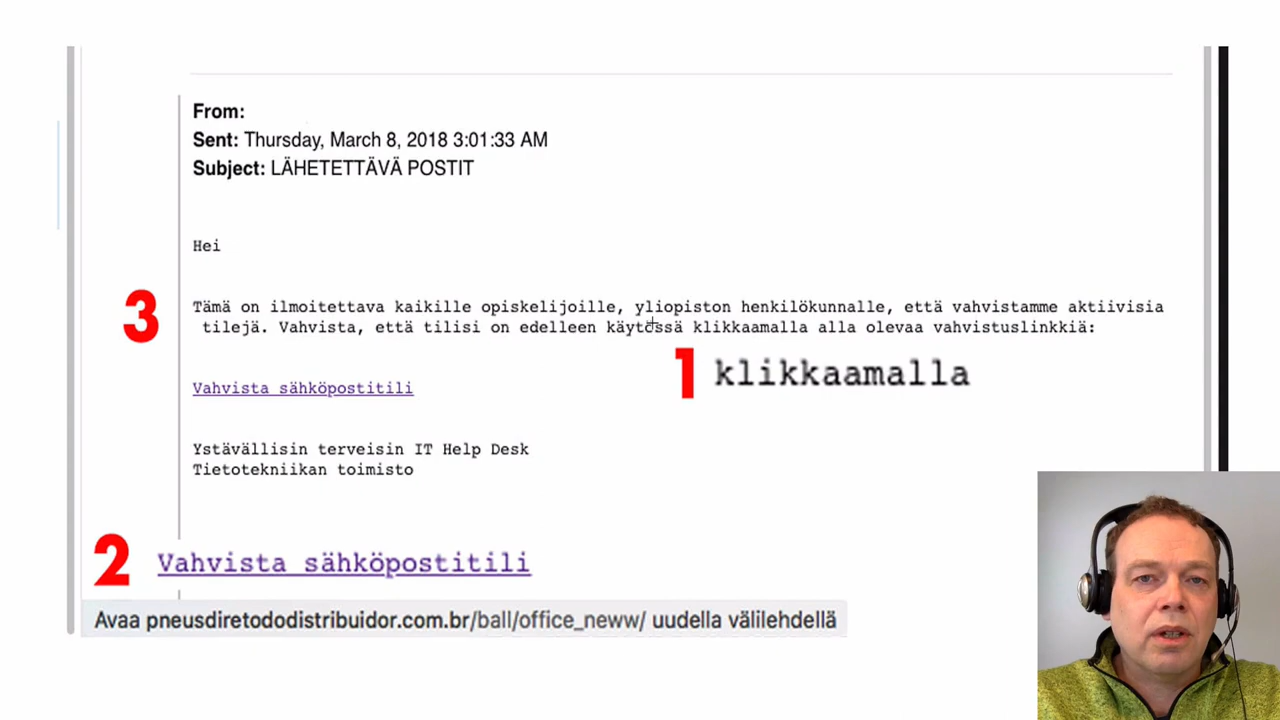 From:
Sent: Thursday, March 8, 2018 3:01:33 AM
Subject: LÄHETETTÄVÄ POSTIT
Hei
3
Tämä on ilmoitettava kaikille opiskelijoille, yliopiston henkilökunnalle, että vahvistamme aktiivisia
tilejä. Vahvista, että tilisi on edelleen käytössä klikkaamalla alla olevaa vahvistuslinkkiä:
1 klikkaamalla
Vahvista sähköpostitili
Ystävällisin terveisin IT Help Desk
Tietotekniikan toimisto
2 Vahvista sähköpostitili
Avaa pneusdiretododistribuidor.com.br/ball/office_neww/ uudella välilehdellä